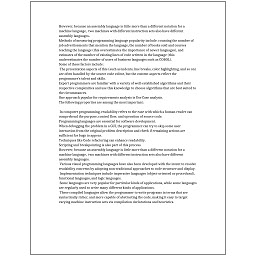 However, because an assembly language is little more than a different notation for a
machine language, two machines with different instruction sets also have different
assembly languages.
Methods of measuring programming language popularity include: counting the number of
job advertisements that mention the language, the number of books sold and courses
teaching the language (this overestimates the importance of newer languages), and
estimates of the number of existing lines of code written in the language (this
underestimates the number of users of business languages such as COBOL).
Some of these factors include:
The presentation aspects of this (such as indents, line breaks, color highlighting, and so on)
are often handled by the source code editor, but the content aspects reflect the
programmer's talent and skills.
Expert programmers are familiar with a variety of well-established algorithms and their
respective complexities and use this knowledge to choose algorithms that are best suited to
the circumstances.
One approach popular for requirements analysis is Use Case analysis.
The following properties are among the most important:
In computer programming, readability refers to the ease with which a human reader can
comprehend the purpose, control flow, and operation of source code.
Programming languages are essential for software development.
When debugging the problem in a GUI, the programmer can try to skip some user
interaction from the original problem description and check if remaining actions are
sufficient for bugs to appear.
Techniques like Code refactoring can enhance readability.
Scripting and breakpointing is also part of this process.
However, because an assembly language is little more than a different notation for a
machine language, two machines with different instruction sets also have different
assembly languages.
Various visual programming languages have also been developed with the intent to resolve
readability concerns by adopting non-traditional approaches to code structure and display.
Implementation techniques include imperative languages (object-oriented or procedural),
functional languages, and logic languages.
Some languages are very popular for particular kinds of applications, while some languages
are regularly used to write many different kinds of applications.
These compiled languages allow the programmer to write programs in terms that are
syntactically richer, and more capable of abstracting the code, making it easy to target
varying machine instruction sets via compilation declarations and heuristics.